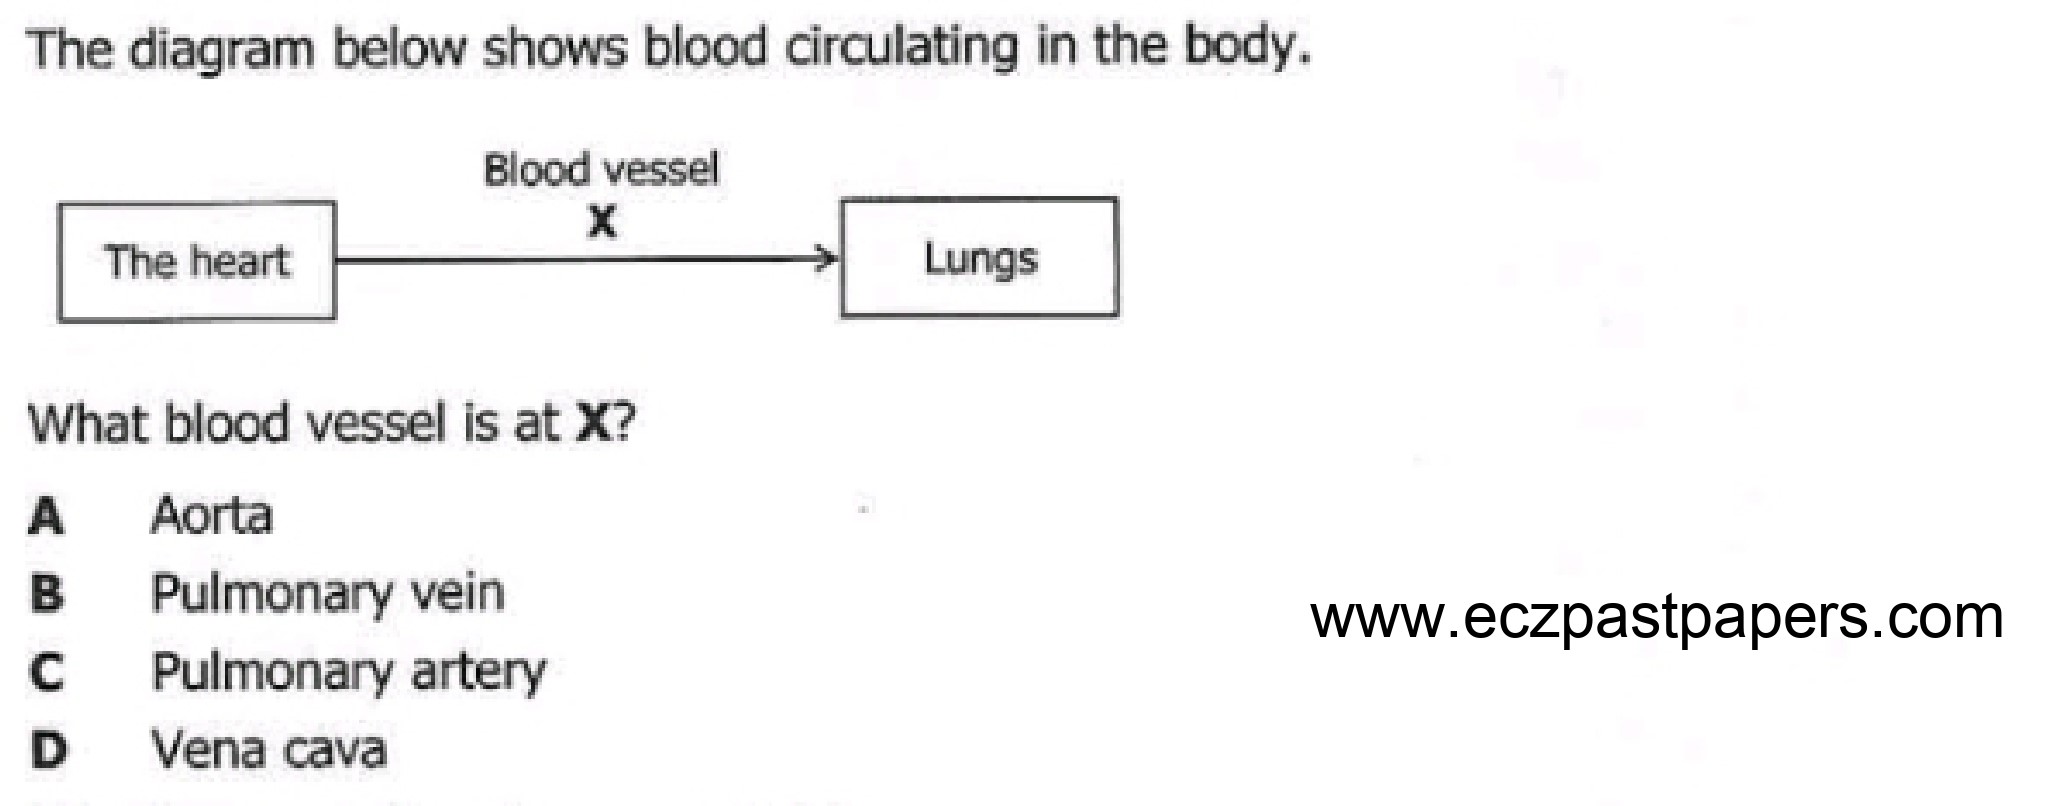 The diagram below shows blood circulating in the body.
Blood vessel
X
The heart
Lungs
What blood vessel is at X?
A Aorta
B Pulmonary vein
C Pulmonary artery
D Vena cava
www.eczpastpapers.com